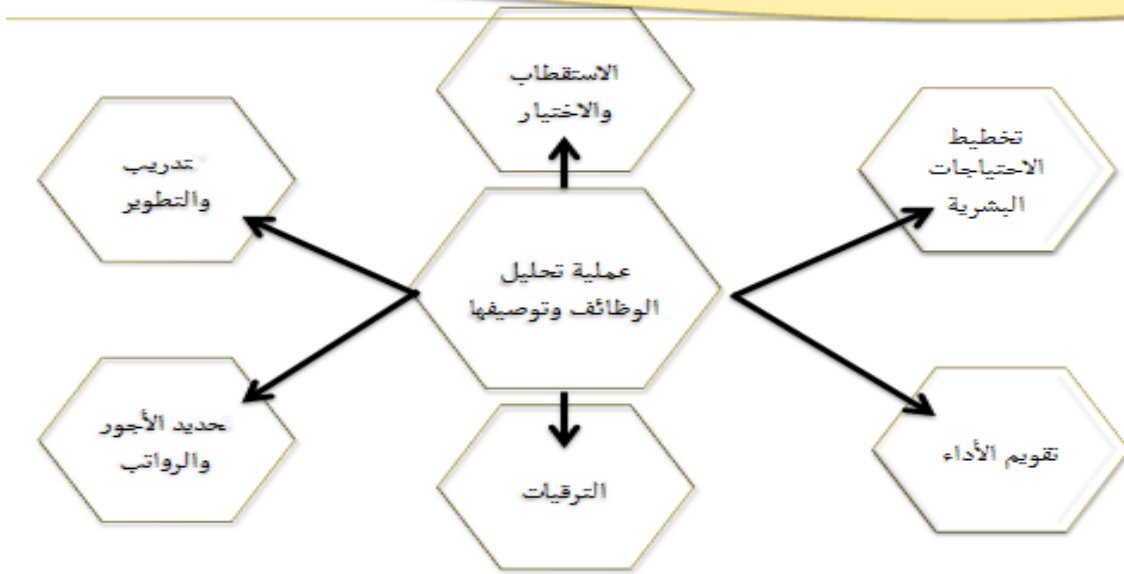 الاستقطاب
والاختيار
تخطيط
الاحتياجات
البشرية
تدريب
والتطوير
عملية تحليل
الوظائف وتوصيفها
تحديد الأجور
والرواتب
الترقيات
تقويم الأداء